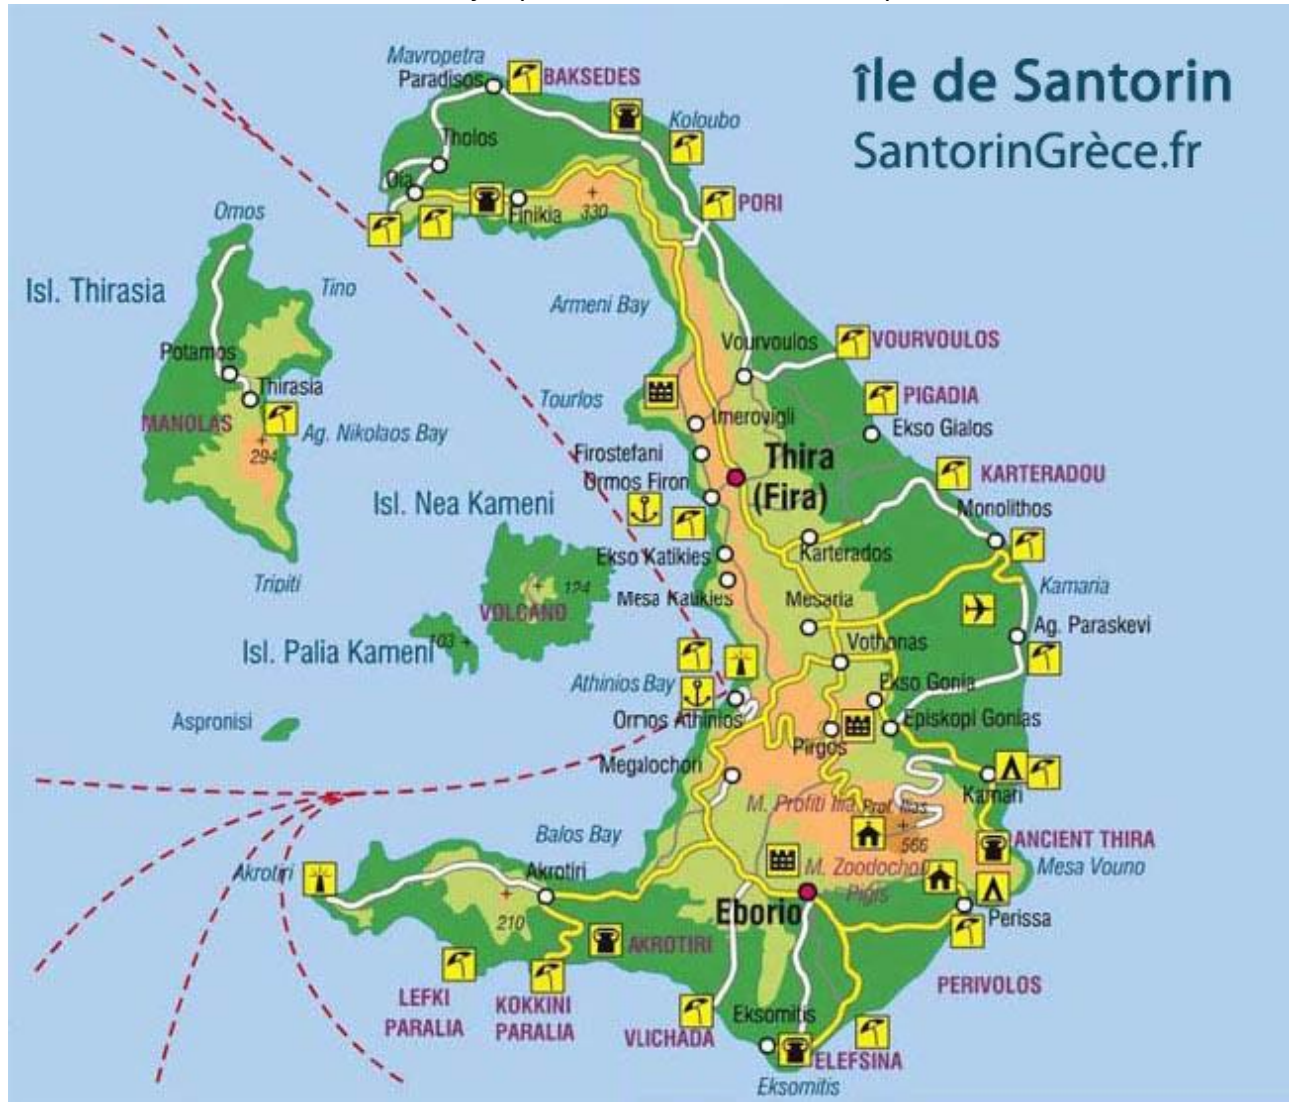 île de Santorin
SantorinGrèce.fr
Mavropetra
Paradisos
BAKSEDES
Koloubo
Tholos
Oia
Finikia
330
PORI
Omos
Isl. Thirasia
Tino
Armeni Bay
Potamos
Thirasia
MANOLAS
Ag. Nikolaos Bay
294
Tripiti
Vourvoulos
VOURVOULOS
Tourlos
Imerovigli
PIGADIA
Ekso Gialos
Firostefani
Thira
(Fira)
Ormos Firon
KARTERADOU
Monolithos
Isl. Nea Kameni
Ekso Katikies
Karterados
124
VOLCANO
Mesa Katikies
Mesaria
Kamaria
Ag. Paraskevi
103
Isl. Palia Kameni
Vothonas
Athinios Bay
Ekso Gonia
Aspronisi
Ormos Athinios
Episkopi Gonias
Pirgos
Megalochori
Kamari
M. Profiti Ilia
Prof. Ilias
566
Balos Bay
ANCIENT THIRA
Mesa Vouno
Akrotiri
Akrotiri
M. Zoodochou
Pigis
210
Eborio
Perissa
AKROTIRI
PERIVOLOS
LEFKI
PARALIA
KOKKINI
PARALIA
VLICHADA
Eksomitis
ELEFSINA
Eksomitis